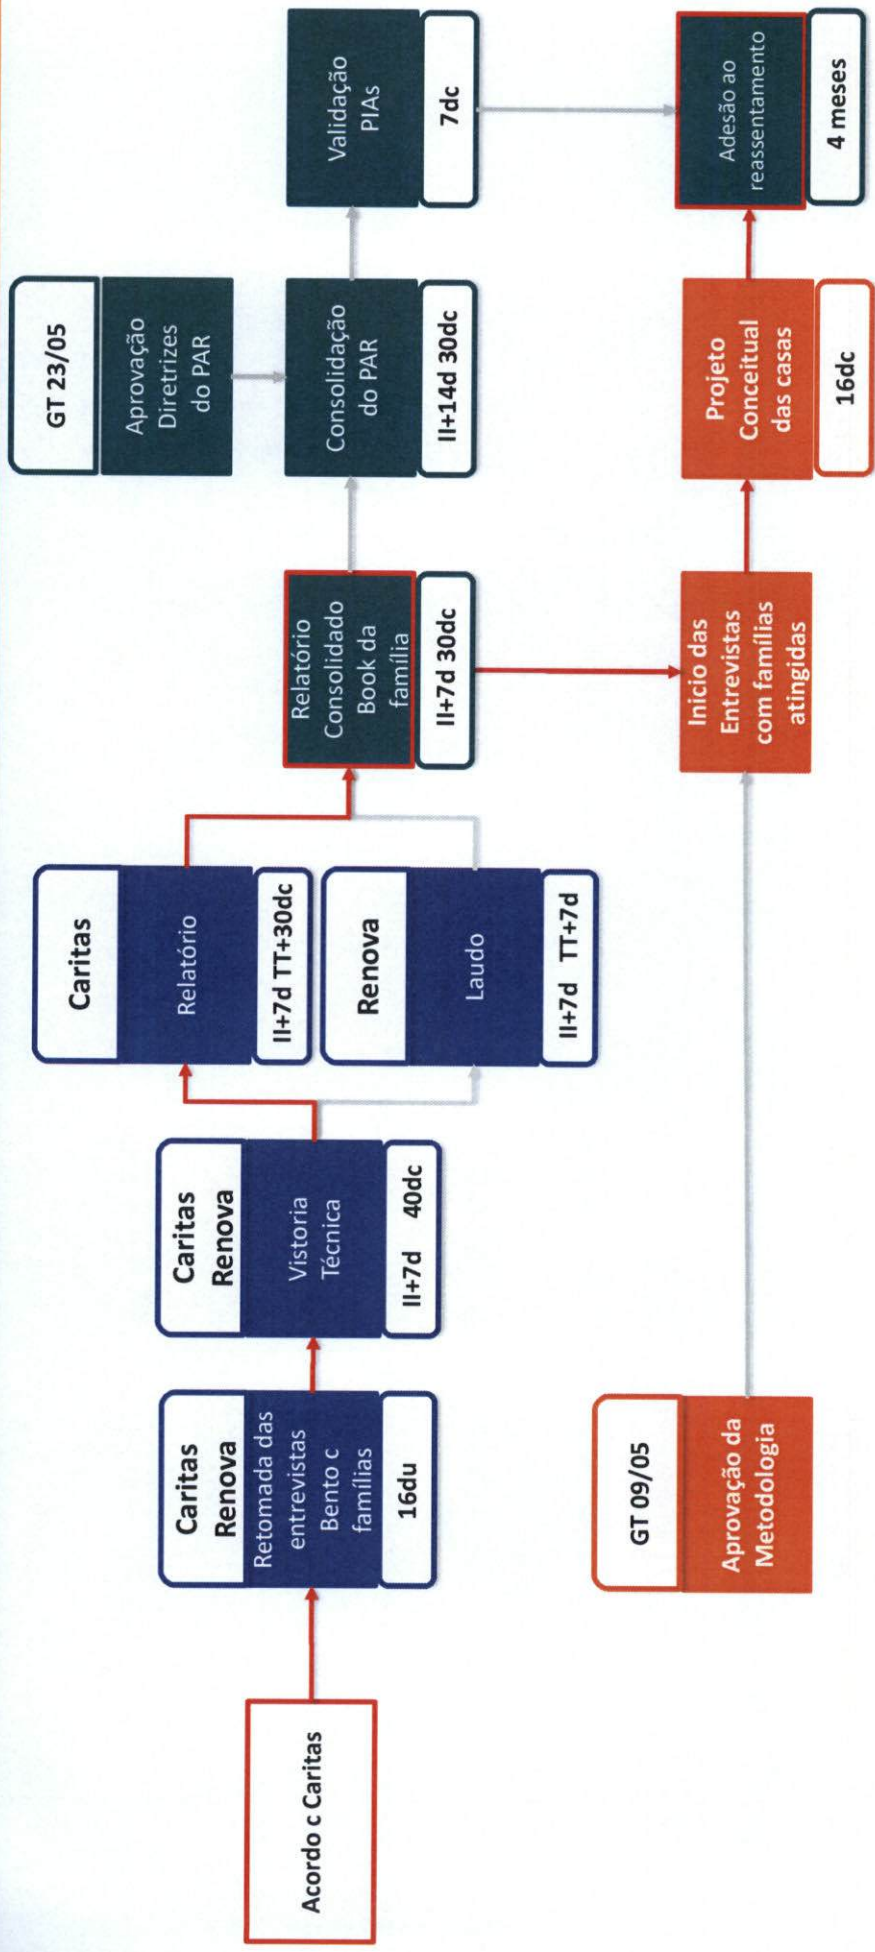 Acordo c Caritas
Caritas
Renova
Retomada das
entrevistas
Bento c
famílias
16du
Caritas
Renova
Vistoria
Técnica
II+7d 40dc
Caritas
Relatório
II+7d TT+30dc
Renova
Laudo
II+7d TT+7d
Relatório
Consolidado
Book da
família
II+7d 30dc
GT 23/05
Aprovação
Diretrizes
do PAR
Consolidação
do PAR
II+14d 30dc
Validação
PIAs
7dc
GT 09/05
Aprovação da
Metodologia
Inicio das
Entrevistas
com famílias
atingidas
Projeto
Conceitual
das casas
16dc
Adesão ao
reassentamento
4 meses